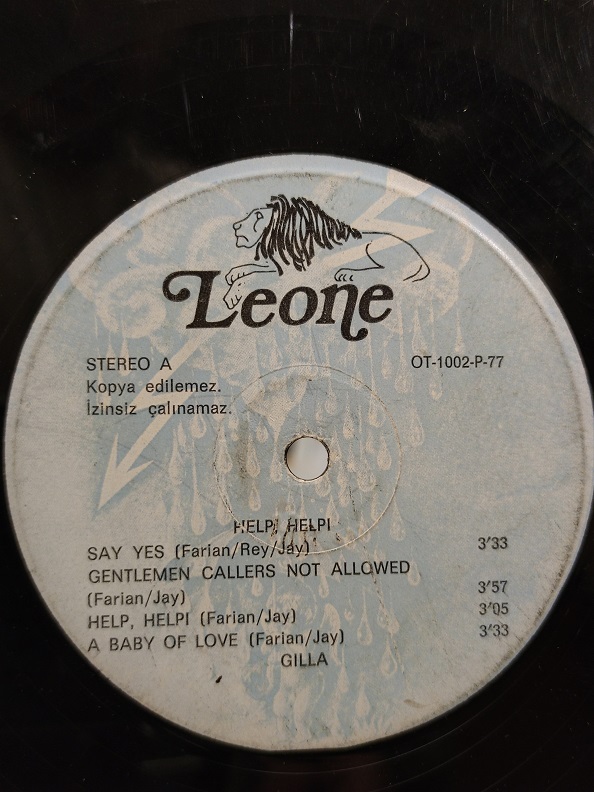 Leone
STEREO A OT-1002-P-77
Kopya edilemez.
İzinsiz çalınamaz.
HELP, HELPI
SAY YES (Farian/Rey/Jay) 3'33
GENTLEMEN CALLERS NOT ALLOWED
(Farian/Jay) 3'57
HELP, HELPI (Farian/Jay) 3'05
A BABY OF LOVE (Farian/Jay) 3'33
GILLA